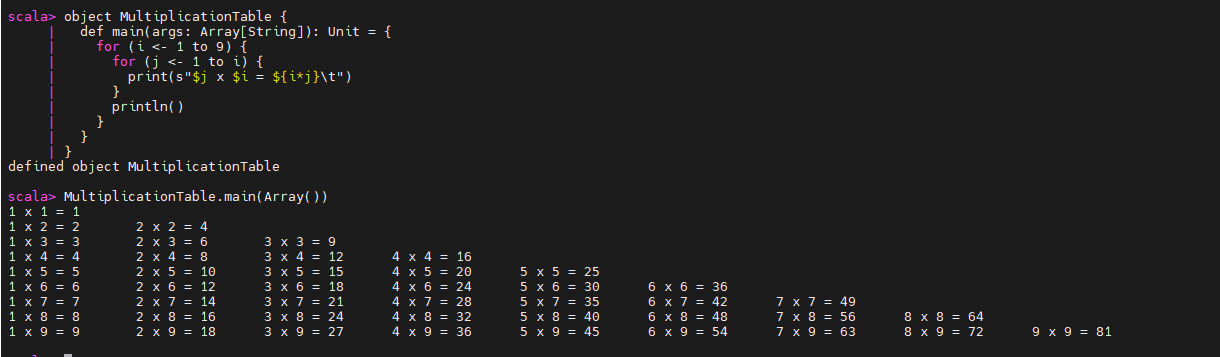 scala> object MultiplicationTable {
     |   def main(args: Array[String]): Unit = {
     |     for (i <- 1 to 9) {
     |       for (j <- 1 to i) {
     |         print(s"$j x $i = ${i*j}\t")
     |       }
     |       println()
     |     }
     |   }
     | }
defined object MultiplicationTable
scala> MultiplicationTable.main(Array())
1 x 1 = 1
1 x 2 = 2	2 x 2 = 4
1 x 3 = 3	2 x 3 = 6	3 x 3 = 9
1 x 4 = 4	2 x 4 = 8	3 x 4 = 12	4 x 4 = 16
1 x 5 = 5	2 x 5 = 10	3 x 5 = 15	4 x 5 = 20	5 x 5 = 25
1 x 6 = 6	2 x 6 = 12	3 x 6 = 18	4 x 6 = 24	5 x 6 = 30	6 x 6 = 36
1 x 7 = 7	2 x 7 = 14	3 x 7 = 21	4 x 7 = 28	5 x 7 = 35	6 x 7 = 42	7 x 7 = 49
1 x 8 = 8	2 x 8 = 16	3 x 8 = 24	4 x 8 = 32	5 x 8 = 40	6 x 8 = 48	7 x 8 = 56	8 x 8 = 64
1 x 9 = 9	2 x 9 = 18	3 x 9 = 27	4 x 9 = 36	5 x 9 = 45	6 x 9 = 54	7 x 9 = 63	8 x 9 = 72	9 x 9 = 81